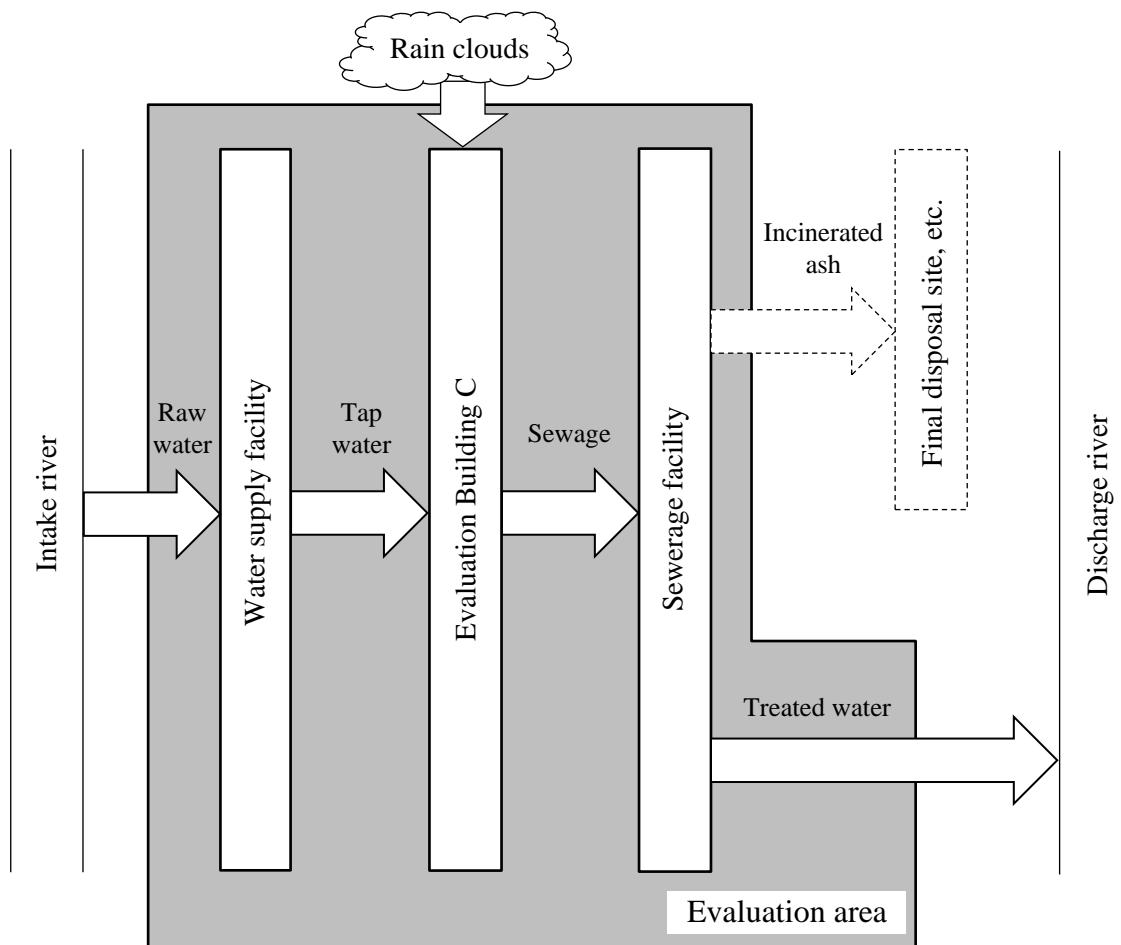 Rain clouds
Intake river
Raw
water
Water supply facility
Tap
water
Evaluation Building C
Sewage
Sewerage facility
Incinerated
ash
Final disposal site, etc.
Treated water
Discharge river
Evaluation area